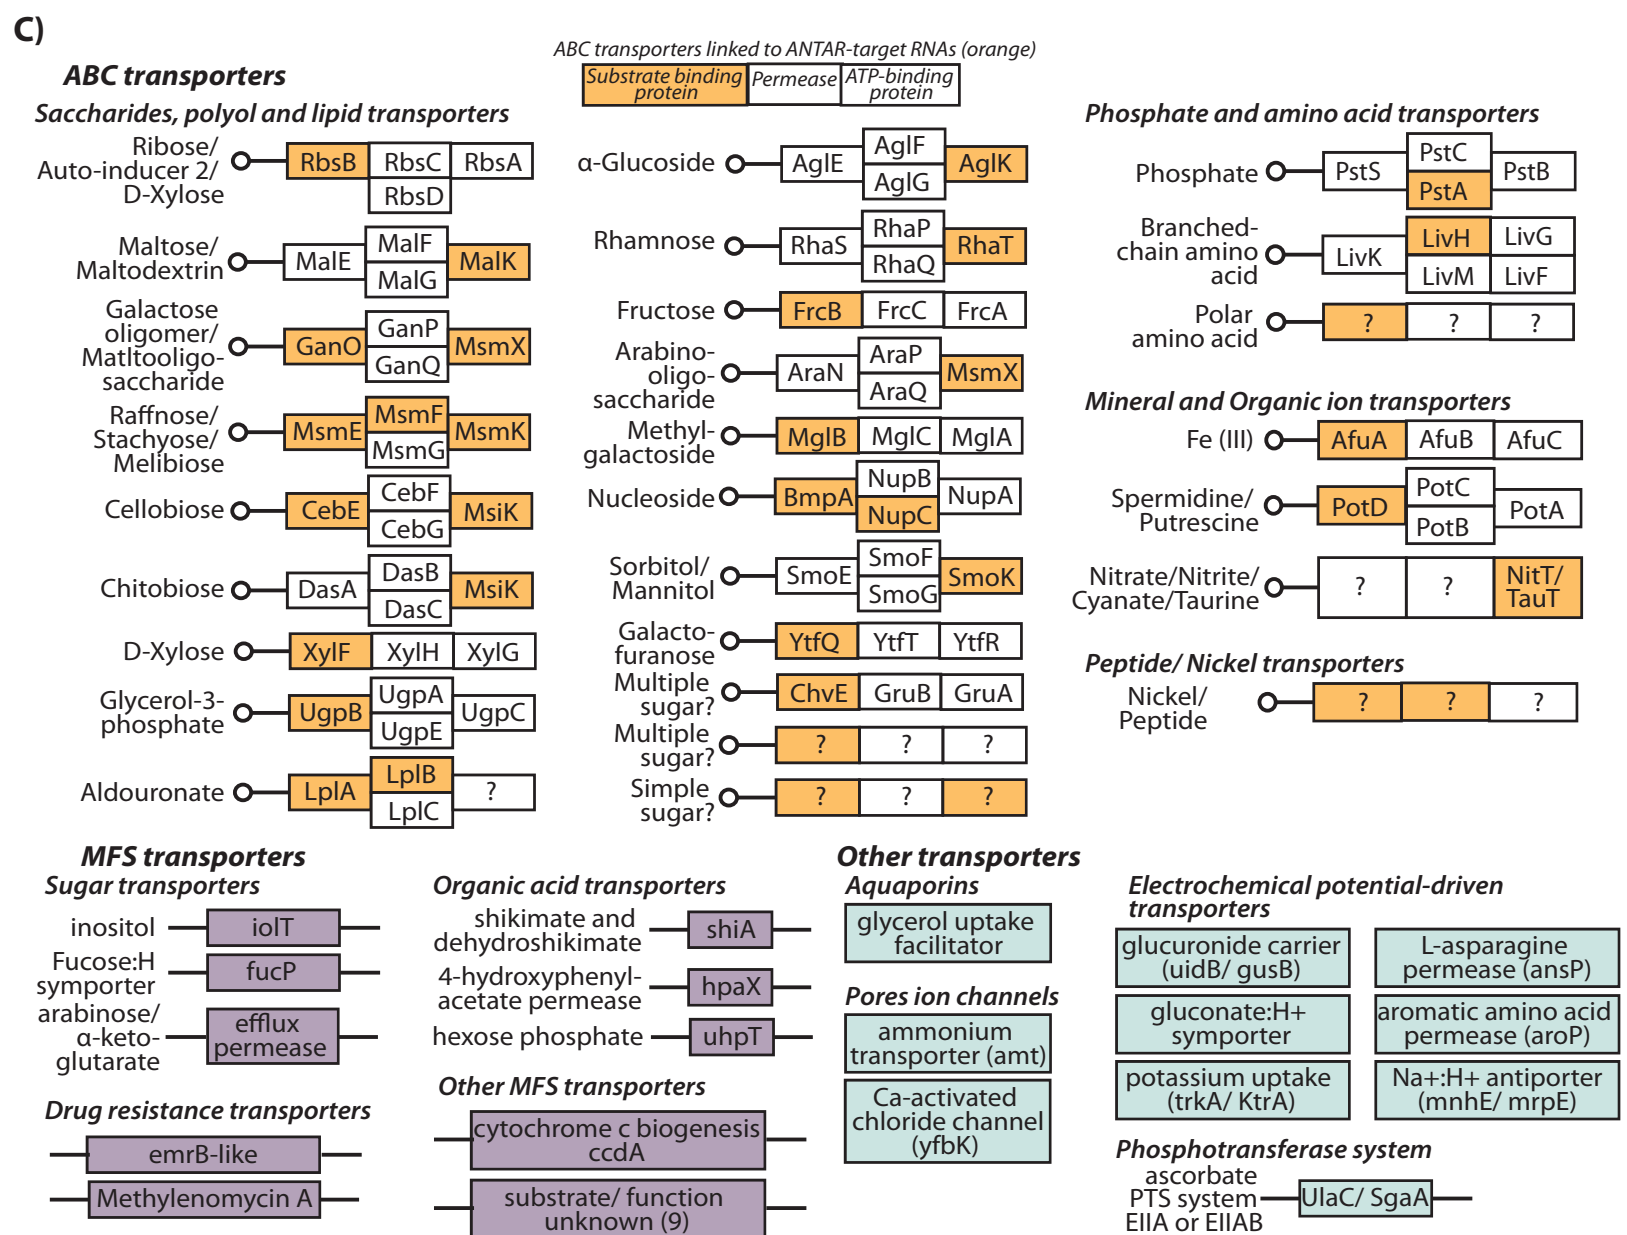 C)
ABC transporters linked to ANTAR-target RNAs (orange)
Substrate binding
protein
Permease
ATP-binding
protein
ABC transporters
Saccharides, polyol and lipid transporters
Ribose/
Auto-inducer 2/
D-Xylose
RbsB
RbsC
RbsA
RbsD
Maltose/
Maltodextrin
MalE
MalF
MalG
MalK
Galactose
oligomer/
Matltooligo-
saccharide
GanO
GanP
GanQ
MsmX
Raffnose/
Stachyose/
Melibiose
MsmE
MsmF
MsmG
MsmK
Cellobiose
CebE
CebF
CebG
MsiK
Chitobiose
DasA
DasB
DasC
MsiK
D-Xylose
XylF
XylH
XylG
Glycerol-3-
phosphate
UgpB
UgpA
UgpE
UgpC
Aldouronate
LplA
LplB
LplC
?
α-Glucoside
AglE
AglF
AglG
AglK
Rhamnose
RhaS
RhaP
RhaQ
RhaT
Fructose
FrcB
FrcC
FrcA
Arabino-
oligo-
saccharide
AraN
AraP
AraQ
MsmX
Methyl-
galactoside
MglB
MglC
MglA
Nucleoside
BmpA
NupB
NupC
NupA
Sorbitol/
Mannitol
SmoE
SmoF
SmoG
SmoK
Galacto-
furanose
YtfQ
YtfT
YtfR
Multiple
sugar?
ChvE
GruB
GruA
Multiple
sugar?
?
?
?
Simple
sugar?
?
?
?
Phosphate and amino acid transporters
Phosphate
PstS
PstC
PstA
PstB
Branched-
chain amino
acid
LivK
LivH
LivM
LivG
LivF
Polar
amino acid
?
?
?
Mineral and Organic ion transporters
Fe (III)
AfuA
AfuB
AfuC
Spermidine/
Putrescine
PotD
PotC
PotB
PotA
Nitrate/Nitrite/
Cyanate/Taurine
?
?
NitT/
TauT
Peptide/ Nickel transporters
Nickel/
Peptide
?
?
?
MFS transporters
Sugar transporters
inositol
iolT
Fucose:H
symporter
fucP
arabinose/
α-keto-
glutarate
efflux
permease
Drug resistance transporters
emrB-like
Methylenomycin A
Organic acid transporters
shikimate and
dehydroshikimate
shiA
4-hydroxyphenyl-
acetate permease
hpaX
hexose phosphate
uhpT
Other MFS transporters
cytochrome c biogenesis
ccdA
substrate/ function
unknown (9)
Other transporters
Aquaporins
glycerol uptake
facilitator
Pores ion channels
ammonium
transporter (amt)
Ca-activated
chloride channel
(yfbK)
Electrochemical potential-driven
transporters
glucuronide carrier
(uidB/ gusB)
L-asparagine
permease (ansP)
gluconate:H+
symporter
aromatic amino acid
permease (aroP)
potassium uptake
(trkA/ KtrA)
Na+:H+ antiporter
(mnhE/ mrpE)
Phosphotransferase system
ascorbate
PTS system
EIIA or EIIAB
UlaC/ SgaA